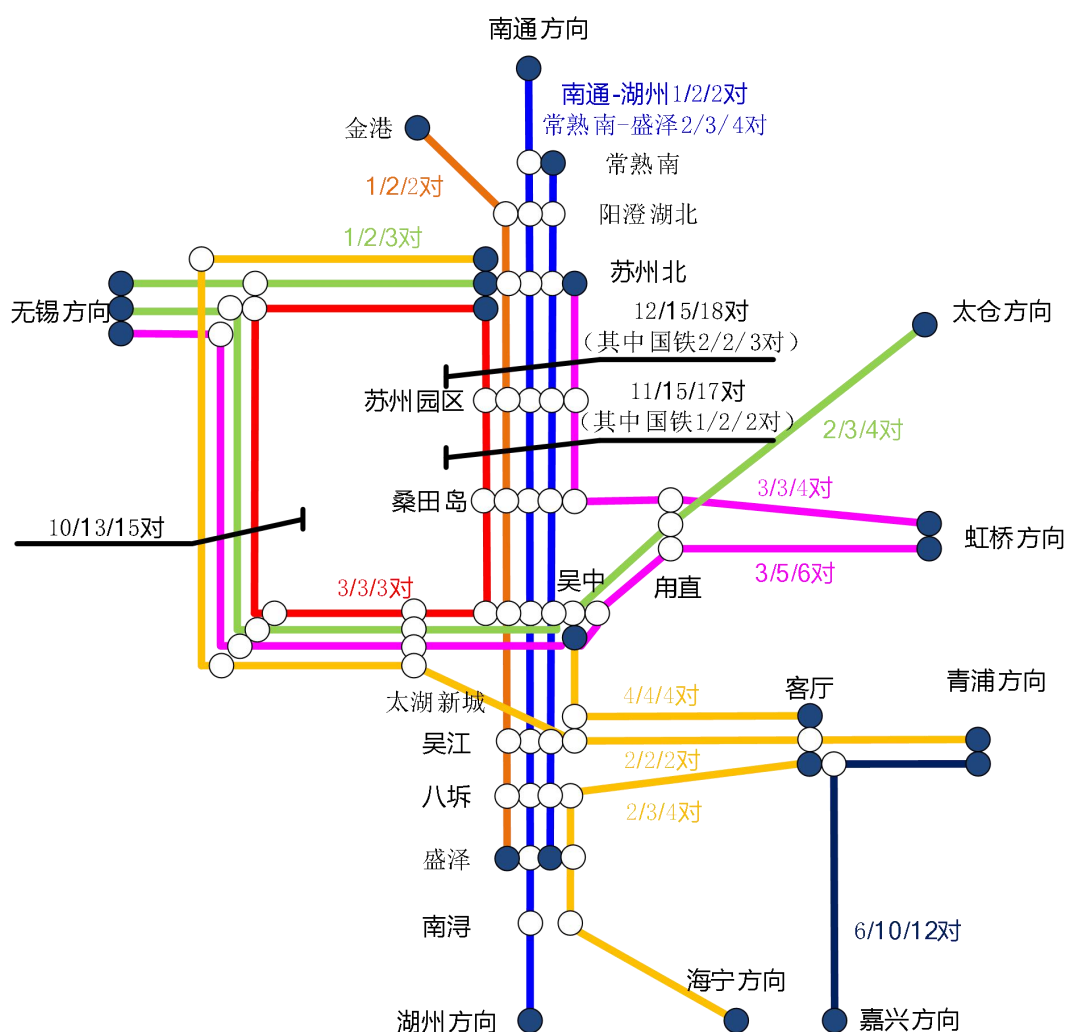 南通方向
南通-湖州1/2/2对
常熟南-盛泽2/3/4对
金港
常熟南
1/2/2对
阳澄湖北
1/2/3对
苏州北
无锡方向
12/15/18对
（其中国铁2/2/3对）
太仓方向
苏州园区
11/15/17对
（其中国铁1/2/2对）
2/3/4对
桑田岛
3/3/4对
10/13/15对
虹桥方向
3/3/3对
吴中
甪直
3/5/6对
太湖新城
4/4/4对
客厅
青浦方向
吴江
2/2/2对
八坼
2/3/4对
盛泽
南浔
6/10/12对
海宁方向
湖州方向
嘉兴方向